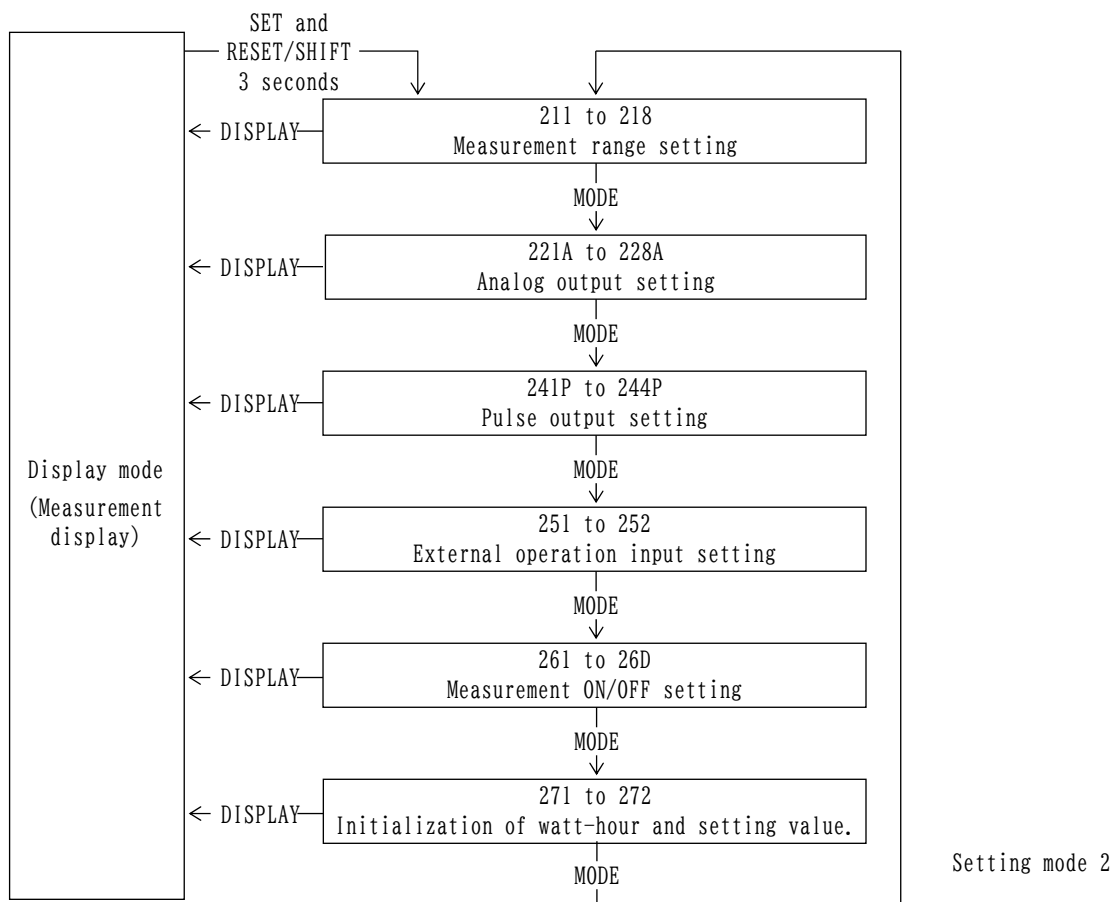 SET and
RESET/SHIFT
3 seconds
211 to 218
DISPLAY
Measurement range setting
MODE
221A to 228A
DISPLAY
Analog output setting
MODE
241P to 244P
DISPLAY
Pulse output setting
MODE
Display mode
(Measurement
display)
251 to 252
DISPLAY
External operation input setting
MODE
261 to 26D
DISPLAY
Measurement ON/OFF setting
MODE
271 to 272
DISPLAY
Initialization of watt-hour and setting value.
MODE
Setting mode 2